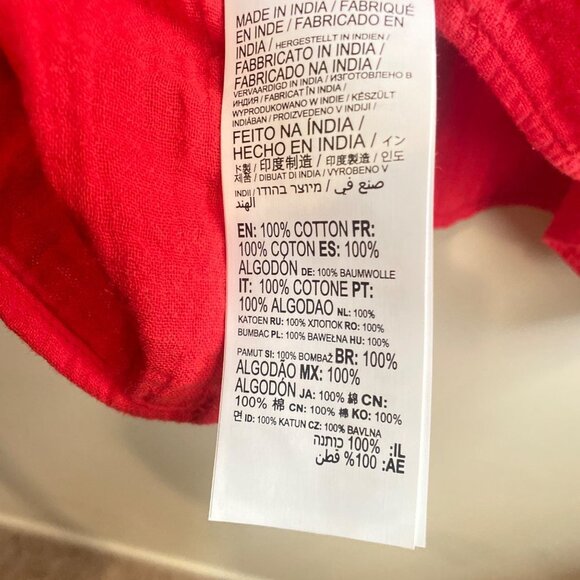 MADE IN INDIA / FABRIQUÉ
EN INDE / FABRICADO EN
INDIA / HERGESTELLT IN INDIEN /
FABBRICATO IN INDIA /
FABRICADO NA INDIA /
VERVAARDIGD IN INDIA / ИЗГОТОВЛЕНО В
ИНДИЯ / FABRICAT ÎN INDIA /
WYPRODUKOWANO W INDIE / KÉSZÜLT
INDIÁBAN / PROIZVEDENO V INDIJI /
FEITO NA ÍNDIA /
HECHO EN INDIA / イン
ド製 / 印度制造 / 印度製造 / 인도
제품 / DIBUAT DI INDIA / VYROBENO V
INDII / מיוצר בהודו / صنع في
الهند
EN: 100% COTTON FR:
100% COTON ES: 100%
ALGODÓN DE: 100% BAUMWOLLE
IT: 100% COTONE PT:
100% ALGODAO NL: 100%
KATOEN RU: 100% ХЛОПОК RO: 100%
BUMBAC PL: 100% BAWEŁNA HU: 100%
PAMUT SI: 100% BOMBAŽ BR: 100%
ALGODÃO MX: 100%
ALGODÓN JA: 100% 綿 CN:
100% 棉 CN: 100% 棉 KO: 100%
면 ID: 100% KATUN CZ: 100% BAVLNA
IL: 100% כותנה
AE: 100% قطن